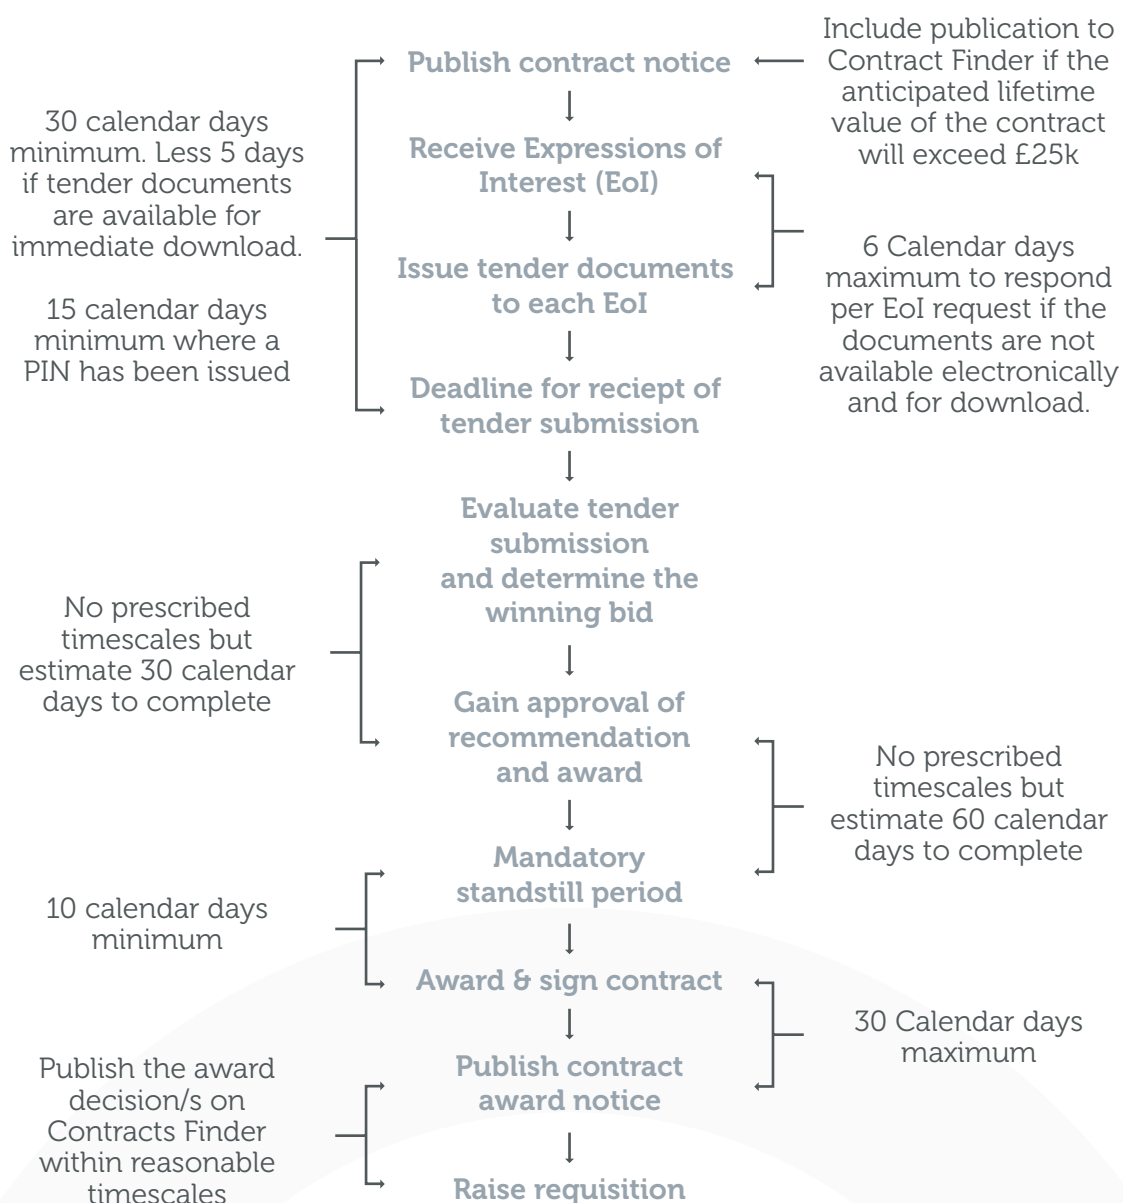 Publish contract notice
Include publication to
Contract Finder if the
anticipated lifetime
value of the contract
will exceed £25k
30 calendar days
minimum. Less 5 days
if tender documents
are available for
immediate download.
15 calendar days
minimum where a
PIN has been issued
Receive Expressions of
Interest (EoI)
Issue tender documents
to each EoI
6 Calendar days
maximum to respond
per EoI request if the
documents are not
available electronically
and for download.
Deadline for reciept of
tender submission
Evaluate tender
submission
and determine the
winning bid
No prescribed
timescales but
estimate 30 calendar
days to complete
Gain approval of
recommendation
and award
No prescribed
timescales but
estimate 60 calendar
days to complete
Mandatory
standstill period
10 calendar days
minimum
Award & sign contract
30 Calendar days
maximum
Publish contract
award notice
Publish the award
decision/s on
Contracts Finder
within reasonable
timescales
Raise requisition